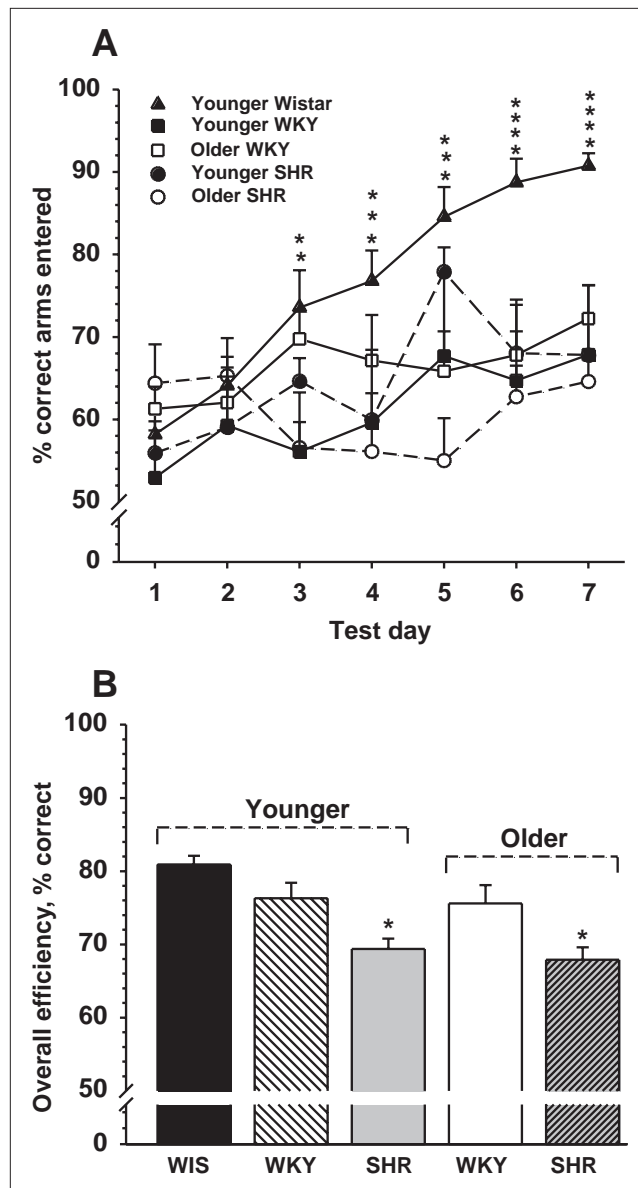 A
% correct arms entered
100
90
80
70
60
50
0
Younger Wistar
Younger WKY
Older WKY
Younger SHR
Older SHR
**
***
***
****
****
1 2 3 4 5 6 7
Test day
B
Overall efficiency, % correct
100
90
80
70
60
50
0
Younger
Older
*
*
WIS WKY SHR WKY SHR